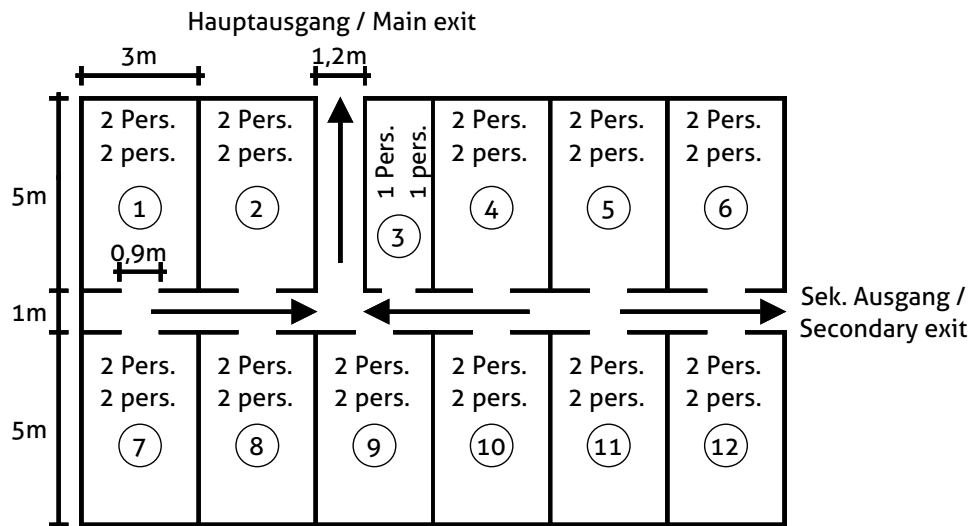 Hauptausgang / Main exit
3m
1,2m
2 Pers.
2 pers.
1
2 Pers.
2 pers.
2
1 Pers.
1 pers.
3
2 Pers.
2 pers.
4
2 Pers.
2 pers.
5
2 Pers.
2 pers.
6
5m
0,9m
1m
Sek. Ausgang /
Secondary exit
2 Pers.
2 pers.
7
2 Pers.
2 pers.
8
2 Pers.
2 pers.
9
2 Pers.
2 pers.
10
2 Pers.
2 pers.
11
2 Pers.
2 pers.
12
5m